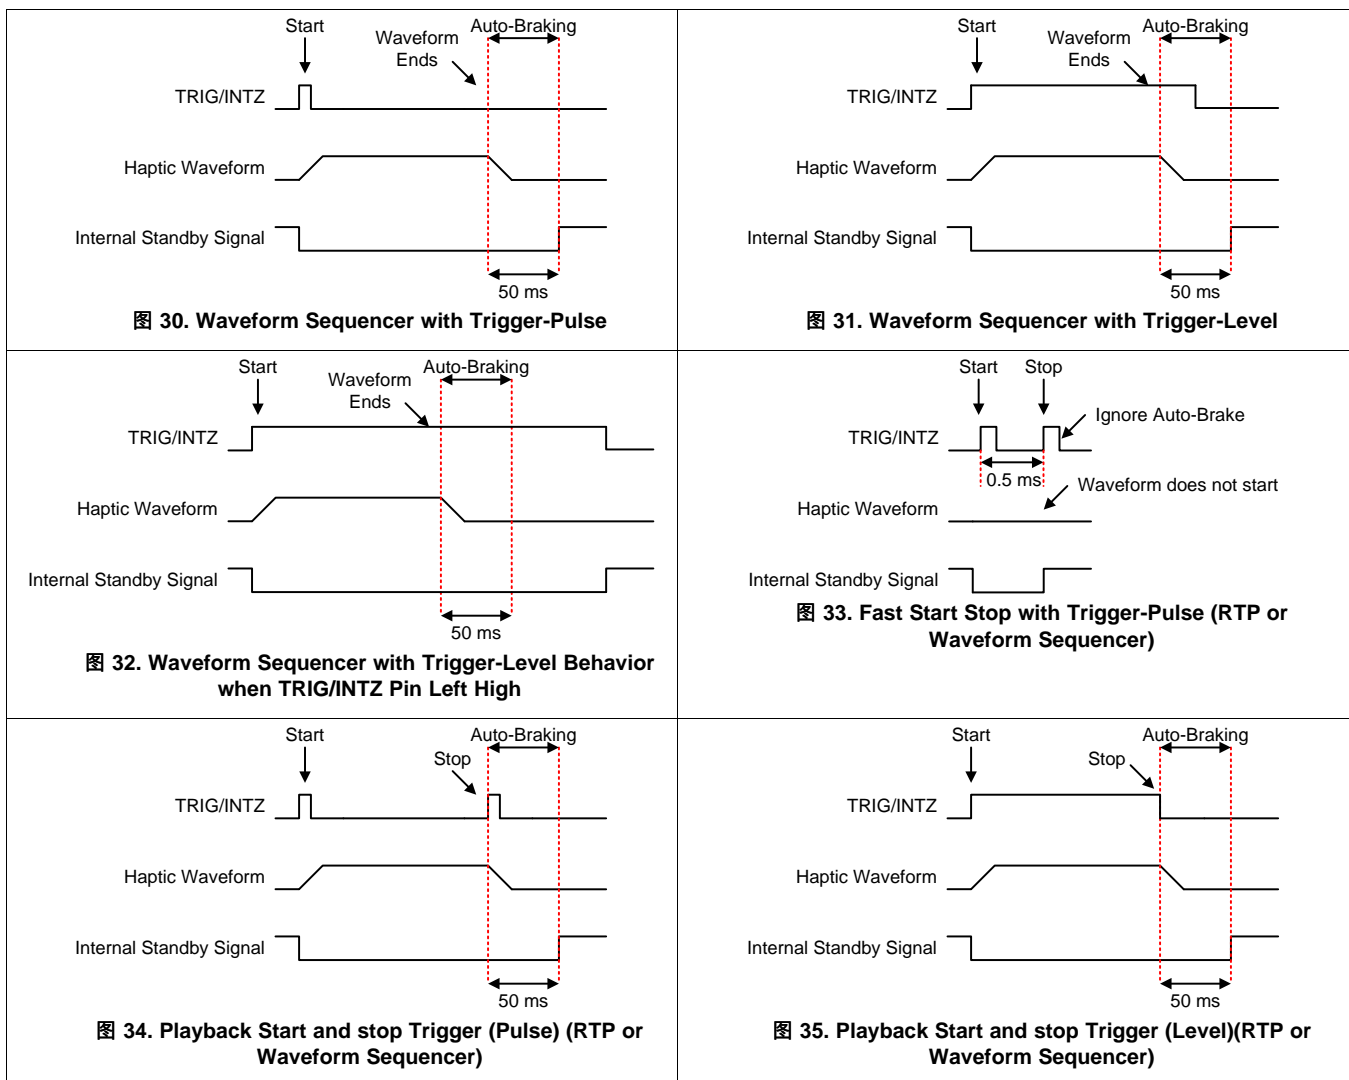 Start
Auto-Braking
Waveform
Ends
TRIG/INTZ
Haptic Waveform
Internal Standby Signal
50 ms
图 30. Waveform Sequencer with Trigger-Pulse
Start
Auto-Braking
Waveform
Ends
TRIG/INTZ
Haptic Waveform
Internal Standby Signal
50 ms
图 31. Waveform Sequencer with Trigger-Level
Start
Auto-Braking
Waveform
Ends
TRIG/INTZ
Haptic Waveform
Internal Standby Signal
50 ms
图 32. Waveform Sequencer with Trigger-Level Behavior
when TRIG/INTZ Pin Left High
Start
Stop
Ignore Auto-Brake
TRIG/INTZ
0.5 ms
Waveform does not start
Haptic Waveform
Internal Standby Signal
图 33. Fast Start Stop with Trigger-Pulse (RTP or
Waveform Sequencer)
Start
Auto-Braking
Stop
TRIG/INTZ
Haptic Waveform
Internal Standby Signal
50 ms
图 34. Playback Start and stop Trigger (Pulse) (RTP or
Waveform Sequencer)
Start
Auto-Braking
Stop
TRIG/INTZ
Haptic Waveform
Internal Standby Signal
50 ms
图 35. Playback Start and stop Trigger (Level)(RTP or
Waveform Sequencer)